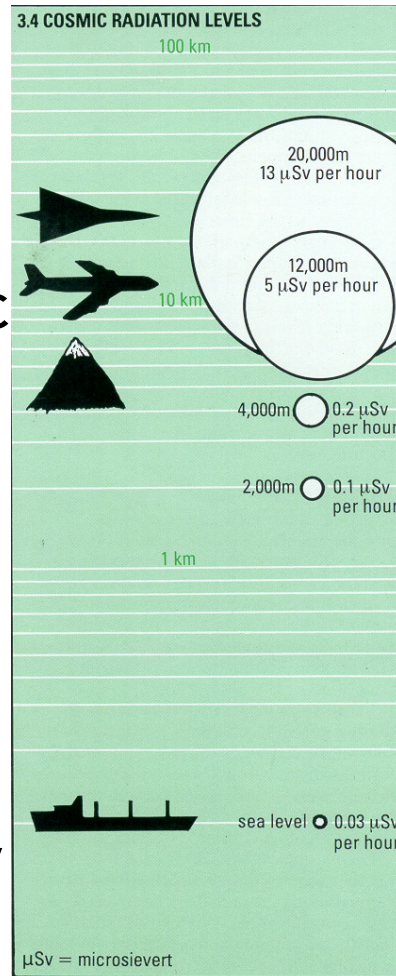 3.4 COSMIC RADIATION LEVELS
100 km
20,000m
13 µSv per hour
12,000m
5 µSv per hour
10 km
4,000m 0.2 µSv
per hour
2,000m 0.1 µSv
per hour
1 km
sea level 0.03 µSv
per hour
µSv = microsievert